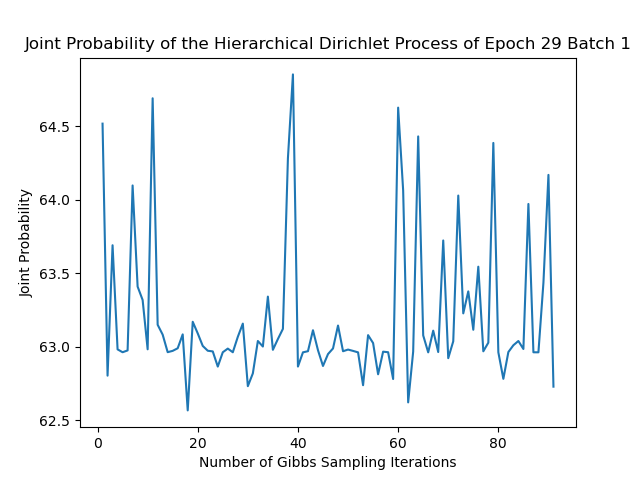 Joint Probability of the Hierarchical Dirichlet Process of Epoch 29 Batch 1
64.5
64.0
63.5
63.0
62.5
Joint Probability
0 20 40 60 80
Number of Gibbs Sampling Iterations